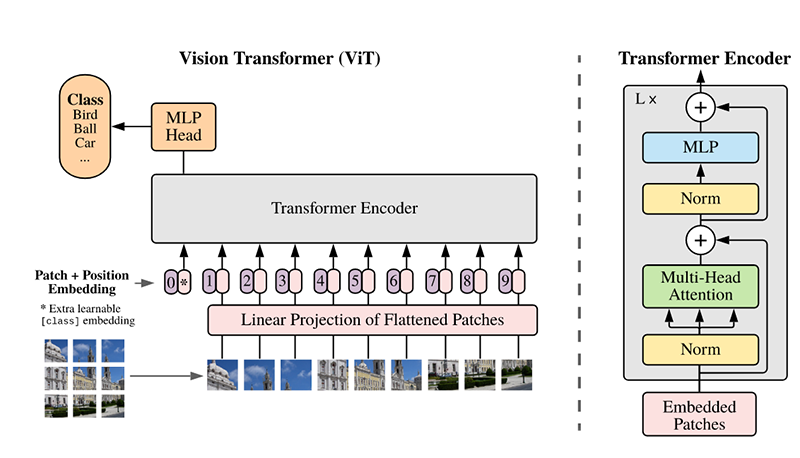 Vision Transformer (ViT)
Class
Bird
Ball
Car
...
MLP
Head
Transformer Encoder
Patch + Position
Embedding
0 * 1 2 3 4 5 6 7 8 9
* Extra learnable
[class] embedding
Linear Projection of Flattened Patches
Transformer Encoder
L x
+
MLP
Norm
+
Multi-Head
Attention
Norm
Embedded
Patches